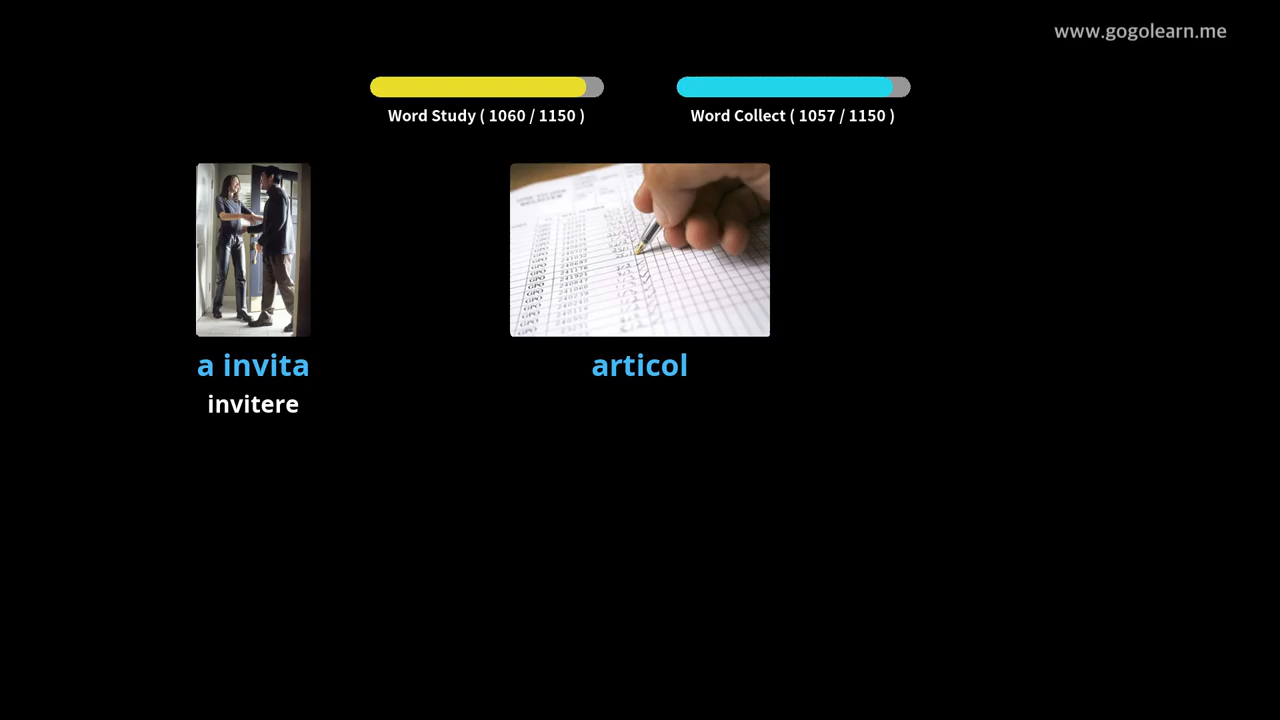 www.gogolearn.me
Word Study ( 1060 / 1150 )
Word Collect ( 1057 / 1150 )
a invita
articol
invitere